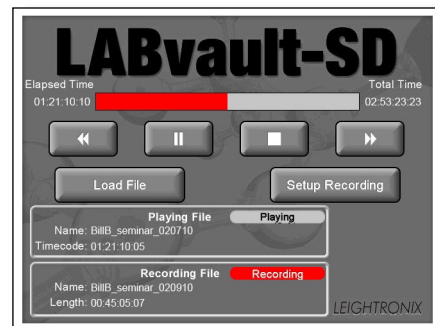 LABvault-SD
Elapsed Time Total Time
01:21:10:10 02:53:23:23
Load File Setup Recording
Playing File Playing
Name: BillB_seminar_020710
Timecode: 01:21:10:05
Recording File Recording
Name: BillB_seminar_020910
Length: 00:45:05:07
LEIGHTRONIX